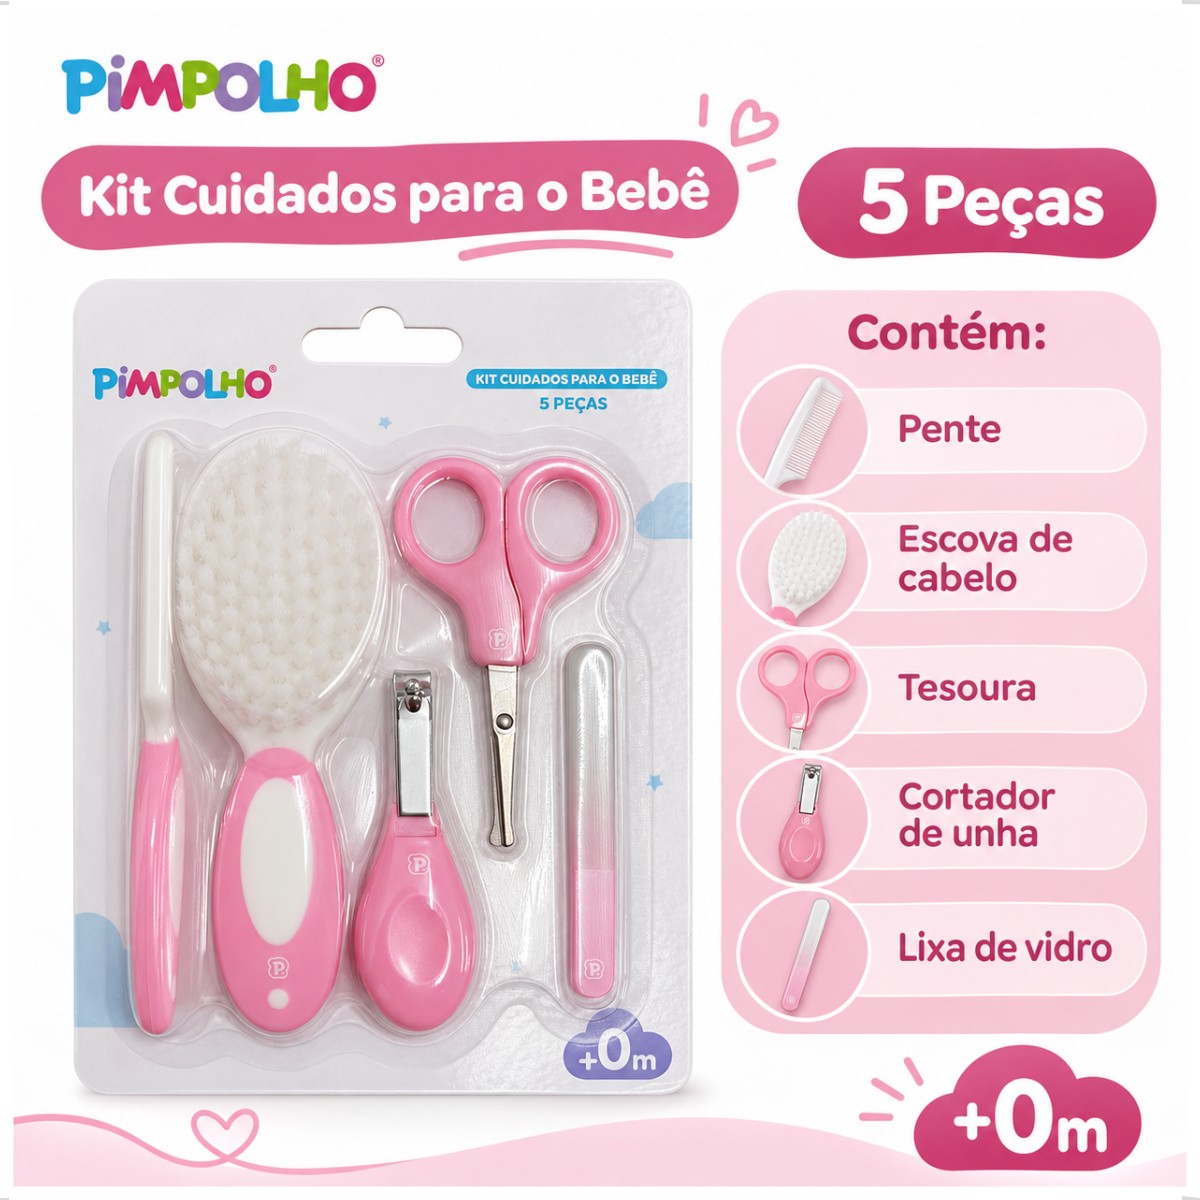 PiMPOLHO®
Kit Cuidados para o Bebê
5 Peças
PiMPOLHO®
KIT CUIDADOS PARA O BEBÊ
5 PEÇAS
P.
P.
P.
P.
+0m
Contém:
Pente
Escova de
cabelo
Tesoura
Cortador
de unha
Lixa de vidro
+0m